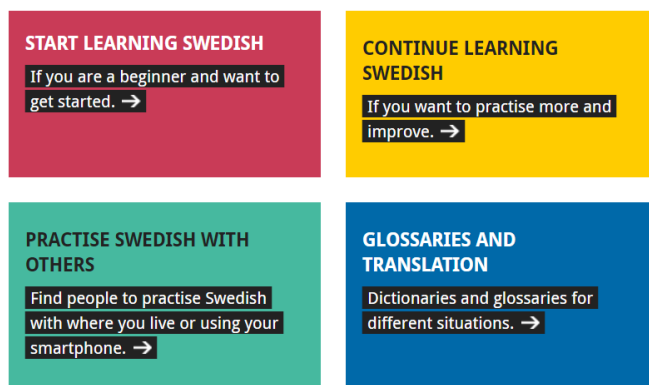 START LEARNING SWEDISH
If you are a beginner and want to
get started. →
CONTINUE LEARNING
SWEDISH
If you want to practise more and
improve. →
PRACTISE SWEDISH WITH
OTHERS
Find people to practise Swedish
with where you live or using your
smartphone. →
GLOSSARIES AND
TRANSLATION
Dictionaries and glossaries for
different situations. →